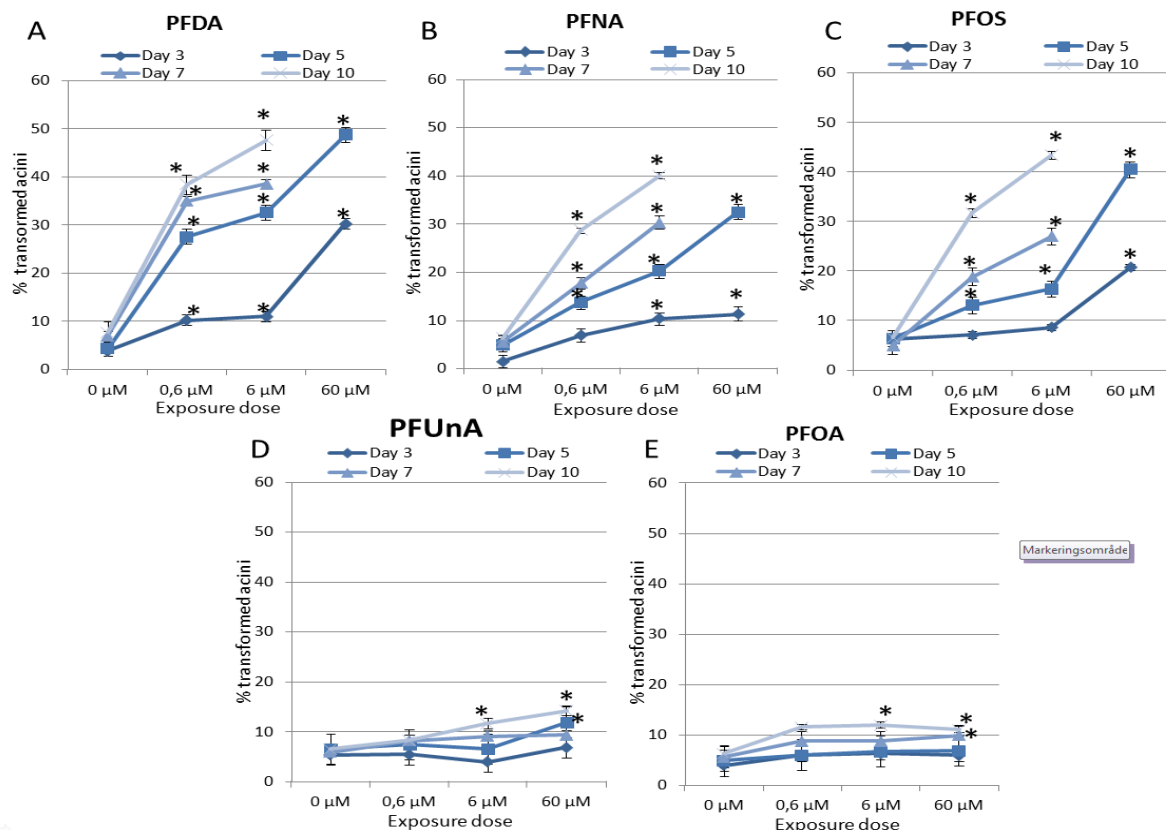 A PFDA
Day 3 Day 5
Day 7 Day 10
% transormed acini
60
50
40
30
20
10
0
* * *
* *
*
* * *
*
0 µM 0,6 µM 6 µM 60 µM
Exposure dose
B PFNA
Day 3 Day 5
Day 7 Day 10
% transformed acini
60
50
40
30
20
10
0
*
* * *
* *
* * *
0 µM 0,6 µM 6 µM 60 µM
Exposure dose
C PFOS
Day 3 Day 5
Day 7 Day 10
% transformed acini
60
50
40
30
20
10
0
* *
*
* *
* * *
0 µM 0,6 µM 6 µM 60 µM
Exposure dose
D PFUnA
Day 3 Day 5
Day 7 Day 10
% transformed acini
60
50
40
30
20
10
0
* *
*
0 µM 0,6 µM 6 µM 60 µM
Exposure dose
E PFOA
Day 3 Day 5
Day 7 Day 10
% transformed acini
60
50
40
30
20
10
0
* *
*
0 µM 0,6 µM 6 µM 60 µM
Exposure dose
Markeringsområde